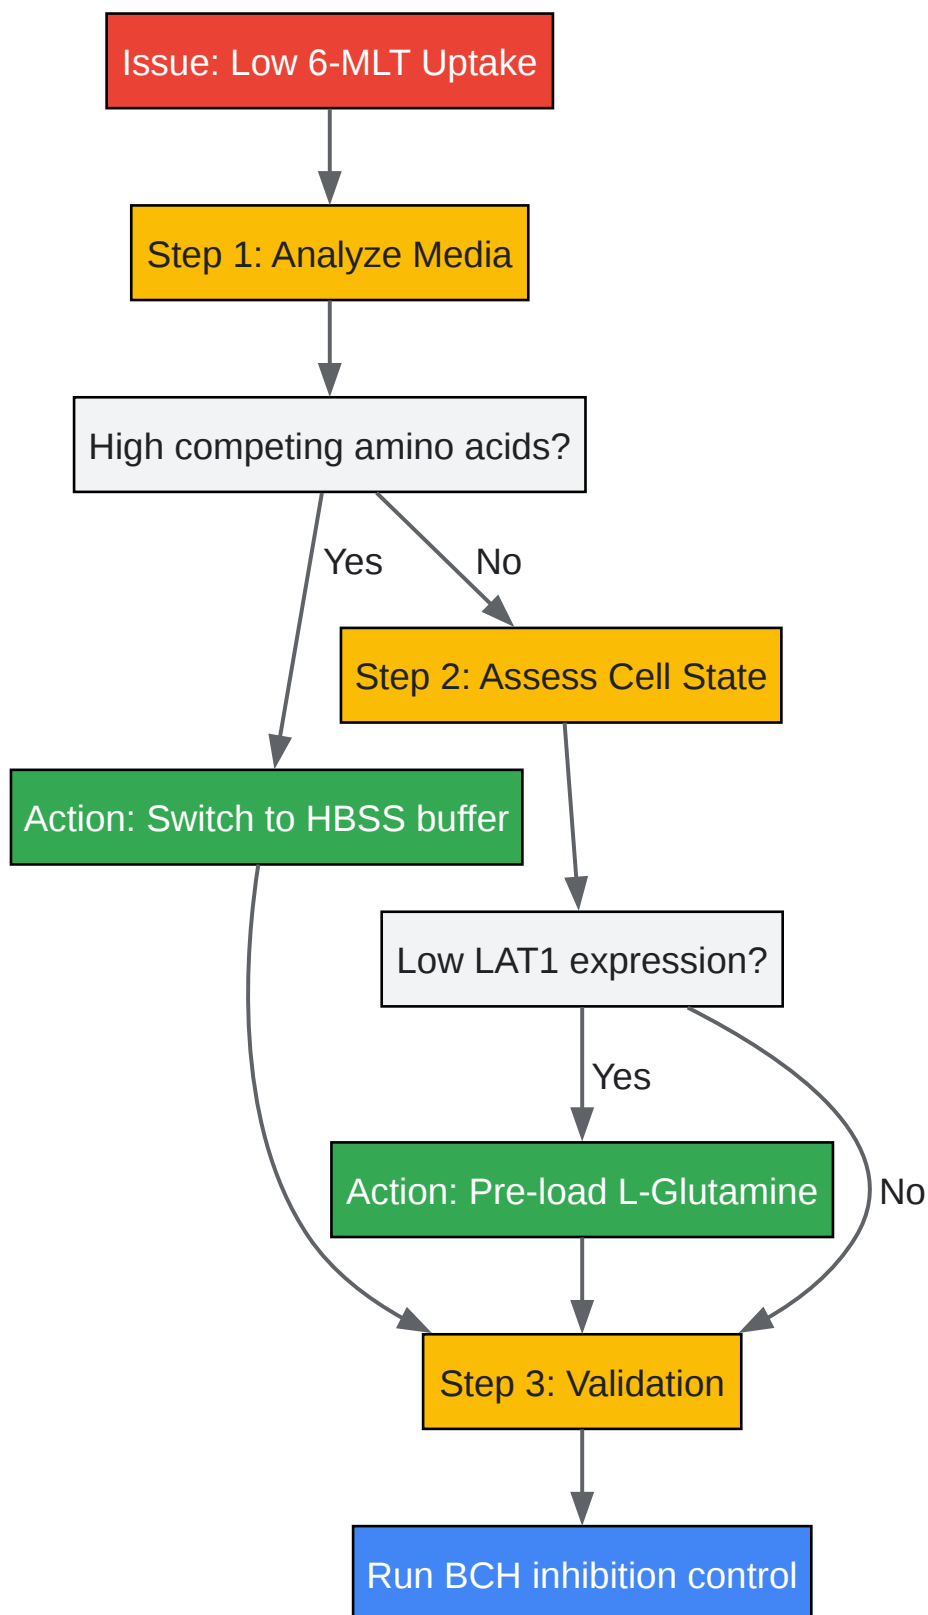 Issue: Low 6-MLT Uptake
Step 1: Analyze Media
High competing amino acids?
Yes
No
Step 2: Assess Cell State
Action: Switch to HBSS buffer
Low LAT1 expression?
Yes
Action: Pre-load L-Glutamine
No
Step 3: Validation
Run BCH inhibition control